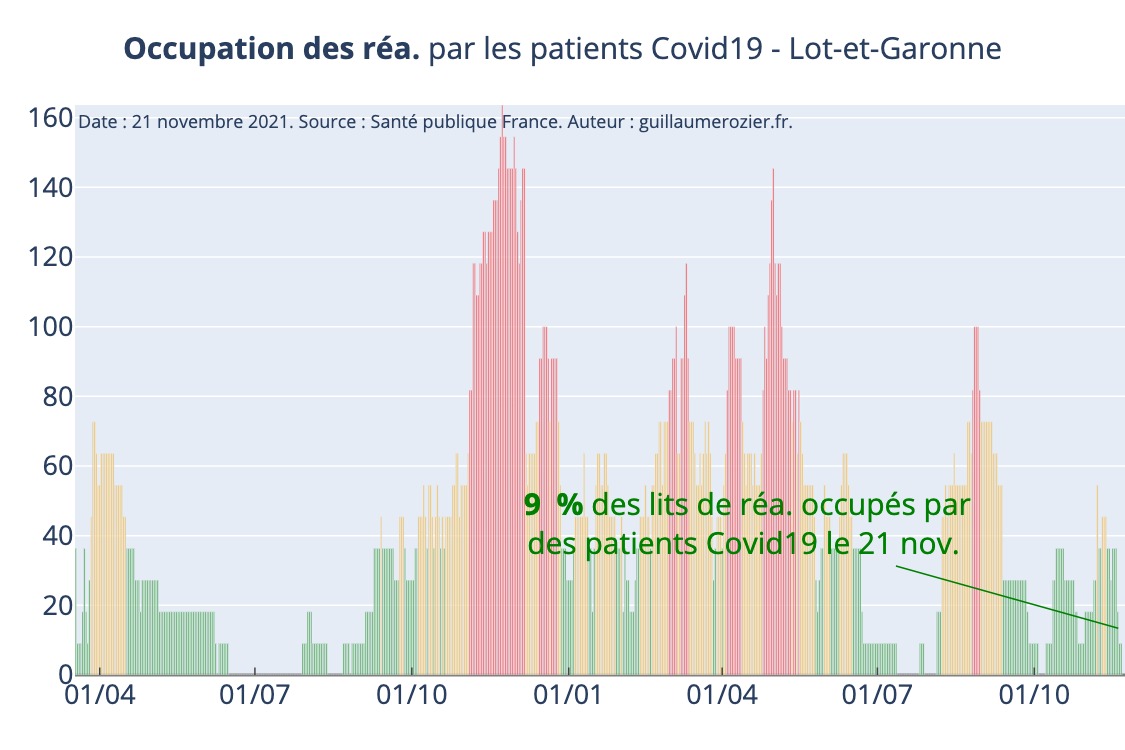 Occupation des réa. par les patients Covid19 - Lot-et-Garonne
160
Date : 21 novembre 2021. Source : Santé publique France. Auteur : guillaumerozier.fr.
140
120
100
80
60
9 % des lits de réa. occupés par
des patients Covid19 le 21 nov.
40
20
0
01/04 01/07 01/10 01/01 01/04 01/07 01/10